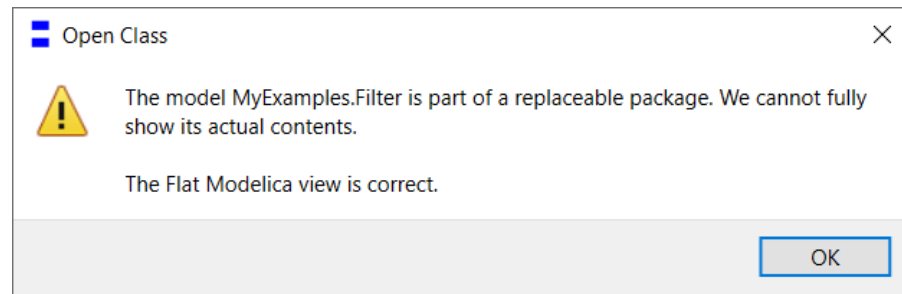 Open Class
The model MyExamples.Filter is part of a replaceable package. We cannot fully
show its actual contents.
The Flat Modelica view is correct.
OK